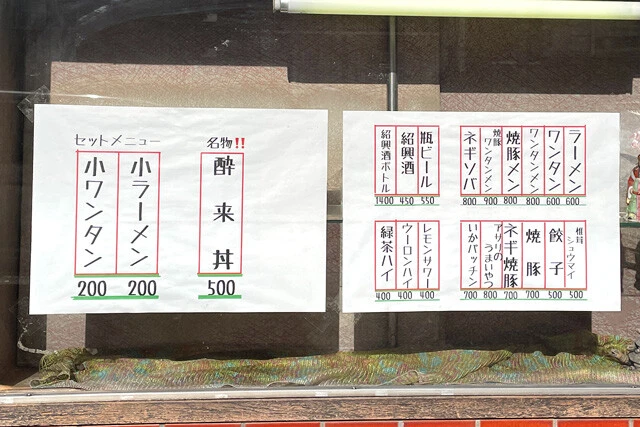 名物!!
酔来丼
500
セットメニュー
小ラーメン
200
小ワンタン
200
ラーメン
600
ワンタン
600
ワンタンメン
800
焼豚メン
800
焼豚ワンタンメン
900
ネギソバ
800
瓶ビール
550
紹興酒
450
紹興酒ボトル
1400
椎茸シュウマイ
500
餃子
500
焼豚
700
ネギ焼豚
700
アサリのうまいやつ
800
いかパッチン
700
レモンサワー
400
ウーロンハイ
400
緑茶ハイ
400